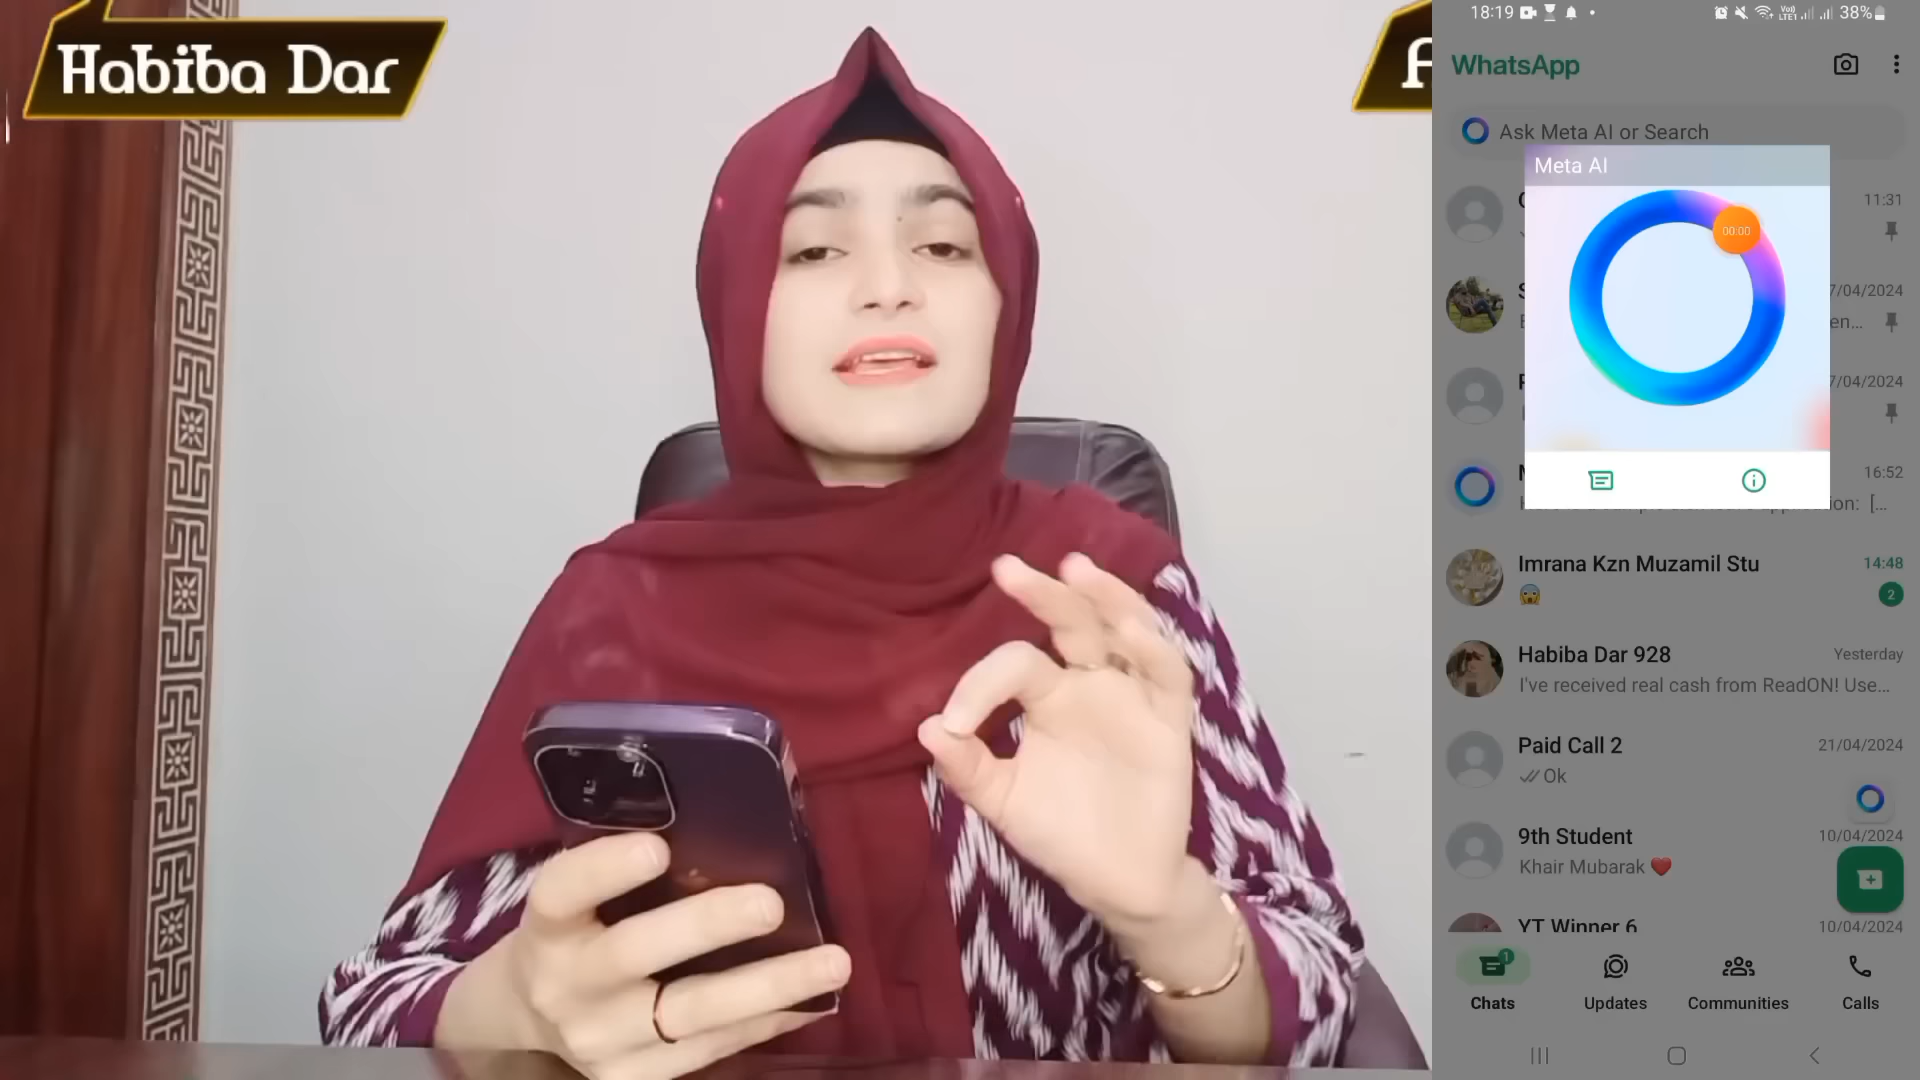 Habiba Dar
18:19
38%
WhatsApp
Ask Meta AI or Search
Meta AI
00:00
11:31
7/04/2024
en...
7/04/2024
16:52
ion: [...
Imrana Kzn Muzamil Stu
14:48
😱
2
Habiba Dar 928
Yesterday
I've received real cash from ReadON! Use...
Paid Call 2
21/04/2024
Ok
9th Student
10/04/2024
Khair Mubarak ❤️
YT Winner 6
10/04/2024
1
Chats
Updates
Communities
Calls